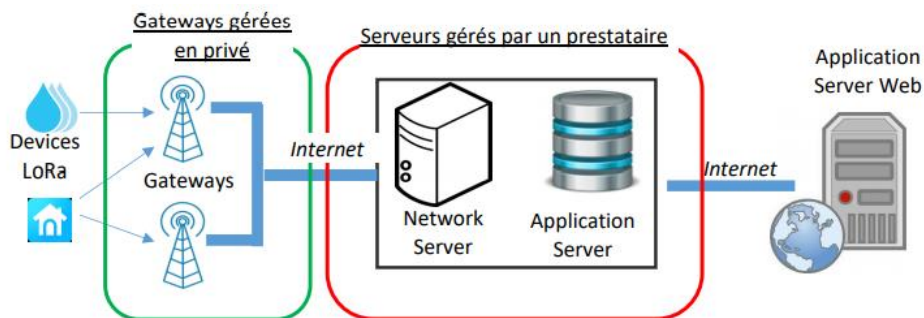 Gateways gérées
en privé
Serveurs gérés par un prestataire
Application
Server Web
Devices
LoRa
Gateways
Internet
Network
Server
Application
Server
Internet